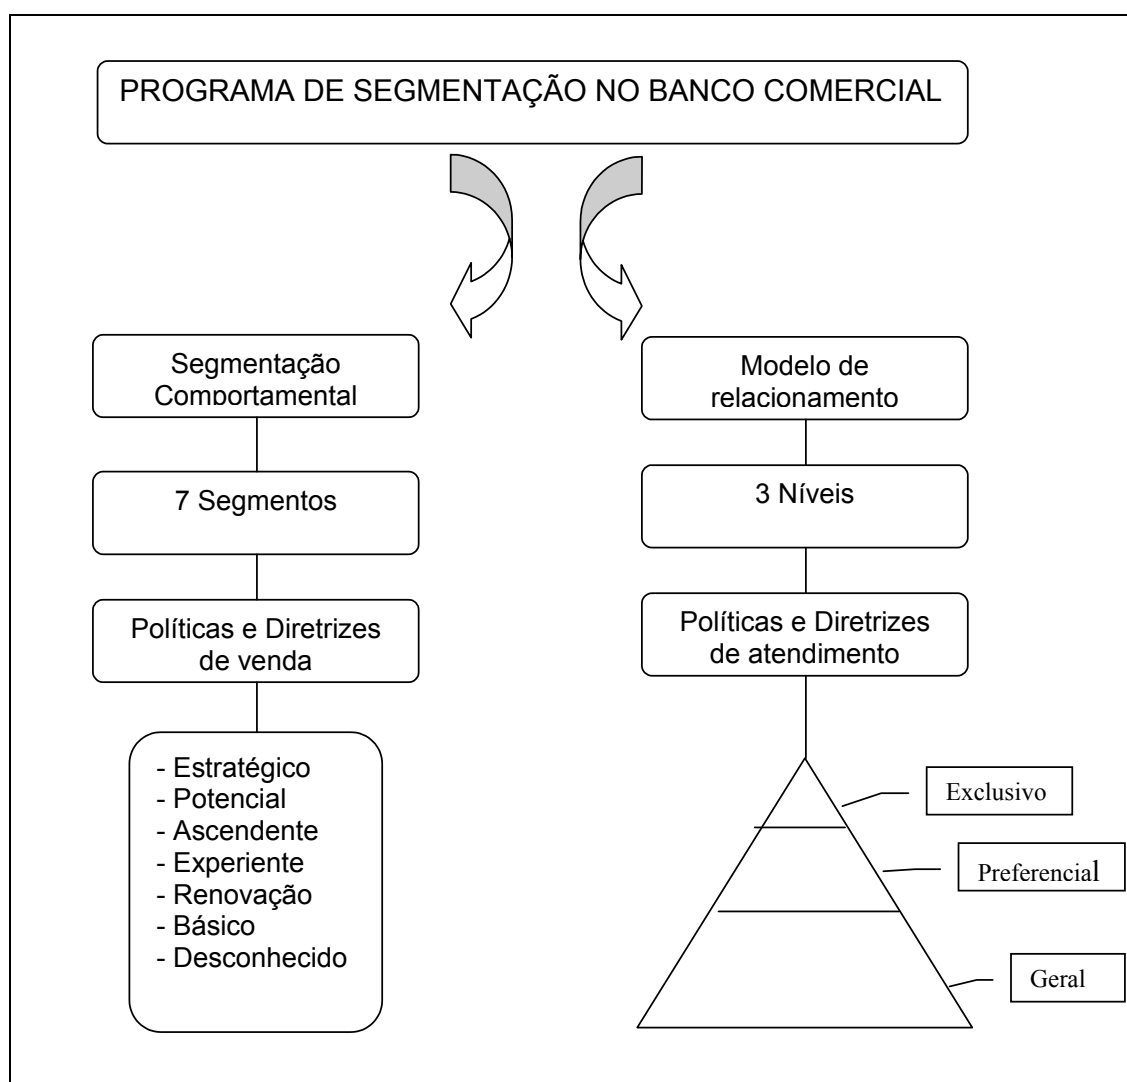 PROGRAMA DE SEGMENTAÇÃO NO BANCO COMERCIAL
Segmentação
Comportamental
7 Segmentos
Políticas e Diretrizes
de venda
- Estratégico
- Potencial
- Ascendente
- Experiente
- Renovação
- Básico
- Desconhecido
Modelo de
relacionamento
3 Níveis
Políticas e Diretrizes
de atendimento
Exclusivo
Preferencial
Geral